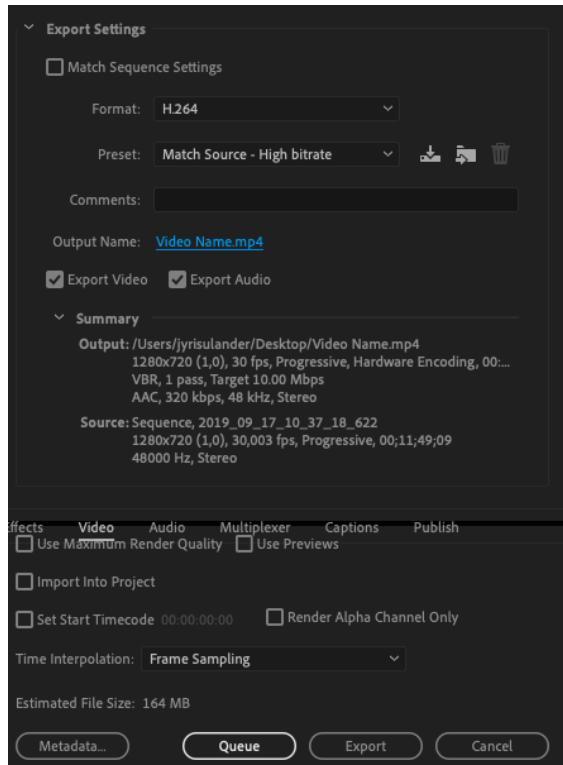 Export Settings
Match Sequence Settings
Format: H.264
Preset: Match Source - High bitrate
Comments:
Output Name: Video Name.mp4
Export Video Export Audio
Summary
Output: /Users/jyrisulander/Desktop/Video Name.mp4
1280x720 (1,0), 30 fps, Progressive, Hardware Encoding, 00:...
VBR, 1 pass, Target 10.00 Mbps
AAC, 320 kbps, 48 kHz, Stereo
Source: Sequence, 2019_09_17_10_37_18_622
1280x720 (1,0), 30,003 fps, Progressive, 00;11;49;09
48000 Hz, Stereo
ffects Video Audio Multiplexer Captions Publish
Use Maximum Render Quality Use Previews
Import Into Project
Set Start Timecode 00:00:00:00 Render Alpha Channel Only
Time Interpolation: Frame Sampling
Estimated File Size: 164 MB
Metadata... Queue Export Cancel